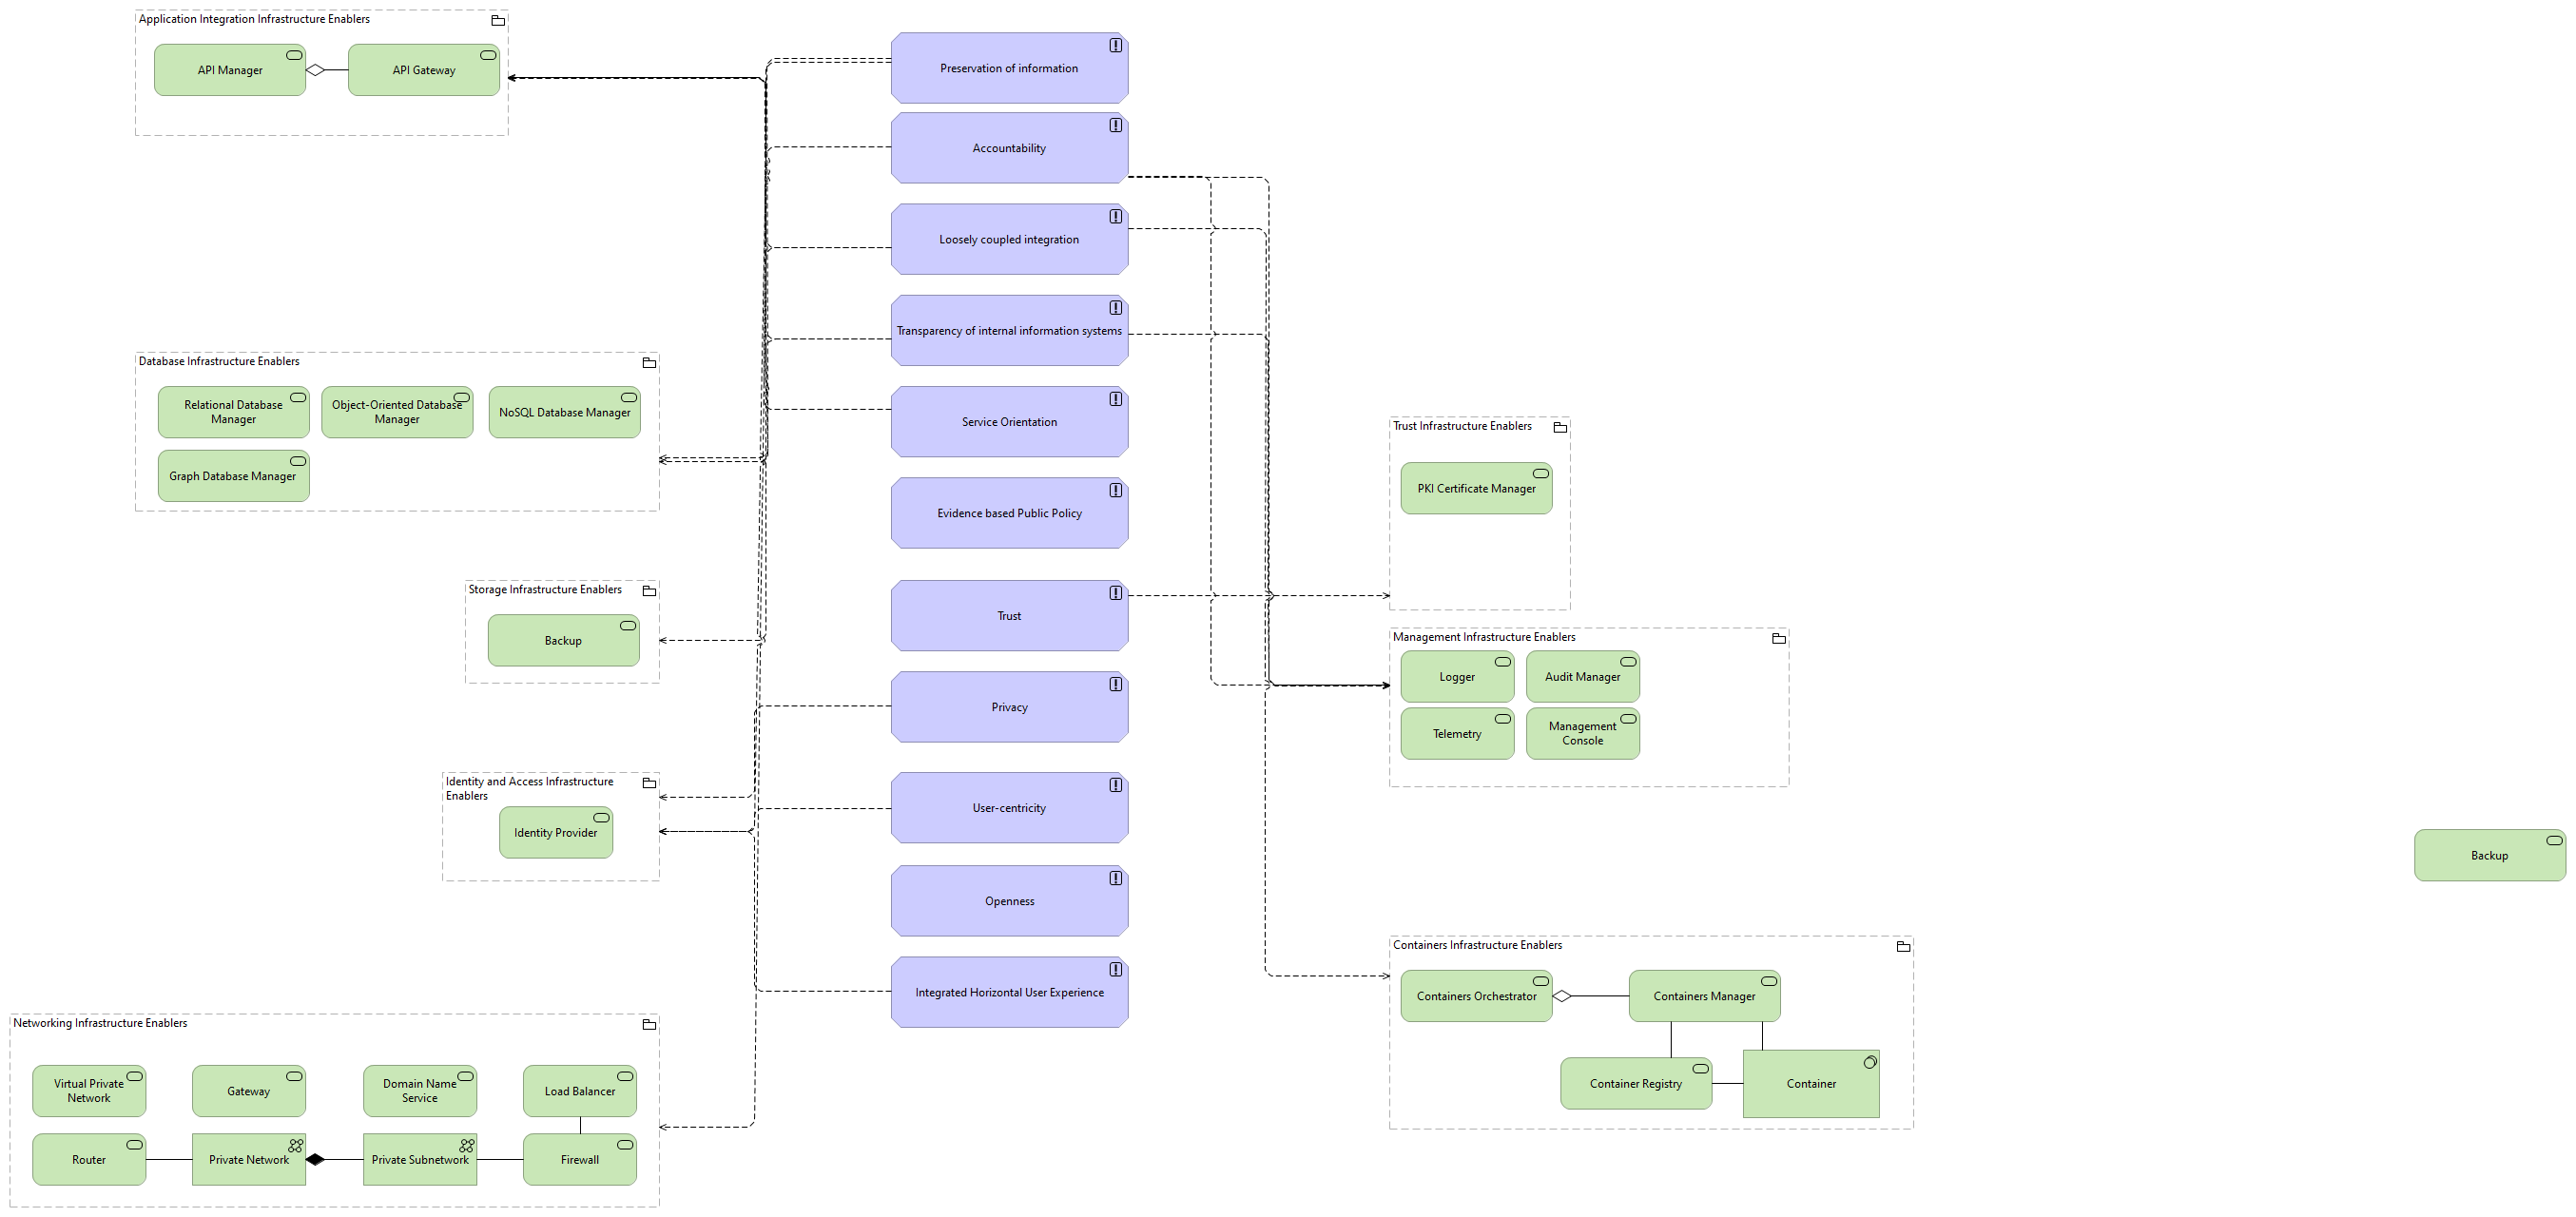 Application Integration Infrastructure Enablers
API Manager
API Gateway
Preservation of information
Accountability
Loosely coupled integration
Transparency of internal information systems
Service Orientation
Evidence based Public Policy
Trust
Privacy
User-centricity
Openness
Integrated Horizontal User Experience
Database Infrastructure Enablers
Relational Database
Manager
Object-Oriented Database
Manager
NoSQL Database Manager
Graph Database Manager
Storage Infrastructure Enablers
Backup
Identity and Access Infrastructure
Enablers
Identity Provider
Networking Infrastructure Enablers
Virtual Private
Network
Gateway
Domain Name
Service
Load Balancer
Router
Private Network
Private Subnetwork
Firewall
Trust Infrastructure Enablers
PKI Certificate Manager
Management Infrastructure Enablers
Logger
Audit Manager
Telemetry
Management
Console
Backup
Containers Infrastructure Enablers
Containers Orchestrator
Containers Manager
Container Registry
Container